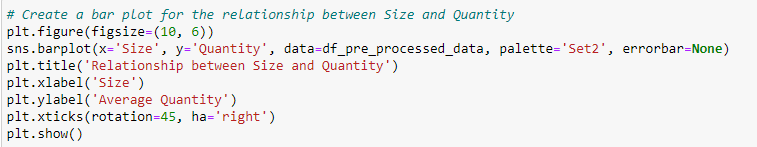 # Create a bar plot for the relationship between Size and Quantity
plt.figure(figsize=(10, 6))
sns.barplot(x='Size', y='Quantity', data=df_pre_processed_data, palette='Set2', errorbar=None)
plt.title('Relationship between Size and Quantity')
plt.xlabel('Size')
plt.ylabel('Average Quantity')
plt.xticks(rotation=45, ha='right')
plt.show()